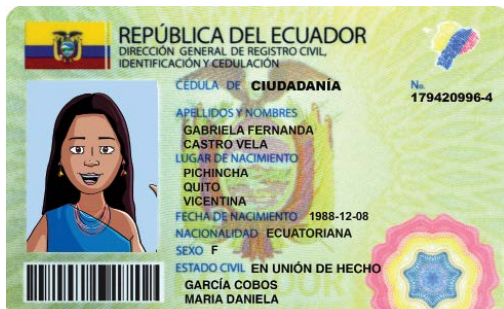 REPÚBLICA DEL ECUADOR
DIRECCIÓN GENERAL DE REGISTRO CIVIL,
IDENTIFICACIÓN Y CEDULACIÓN
CÉDULA DE CIUDADANÍA
No.
179420996-4
APELLIDOS Y NOMBRES
GABRIELA FERNANDA
CASTRO VELA
LUGAR DE NACIMIENTO
PICHINCHA
QUITO
VICENTINA
FECHA DE NACIMIENTO 1988-12-08
NACIONALIDAD ECUATORIANA
SEXO F
ESTADO CIVIL EN UNIÓN DE HECHO
GARCÍA COBOS
MARIA DANIELA